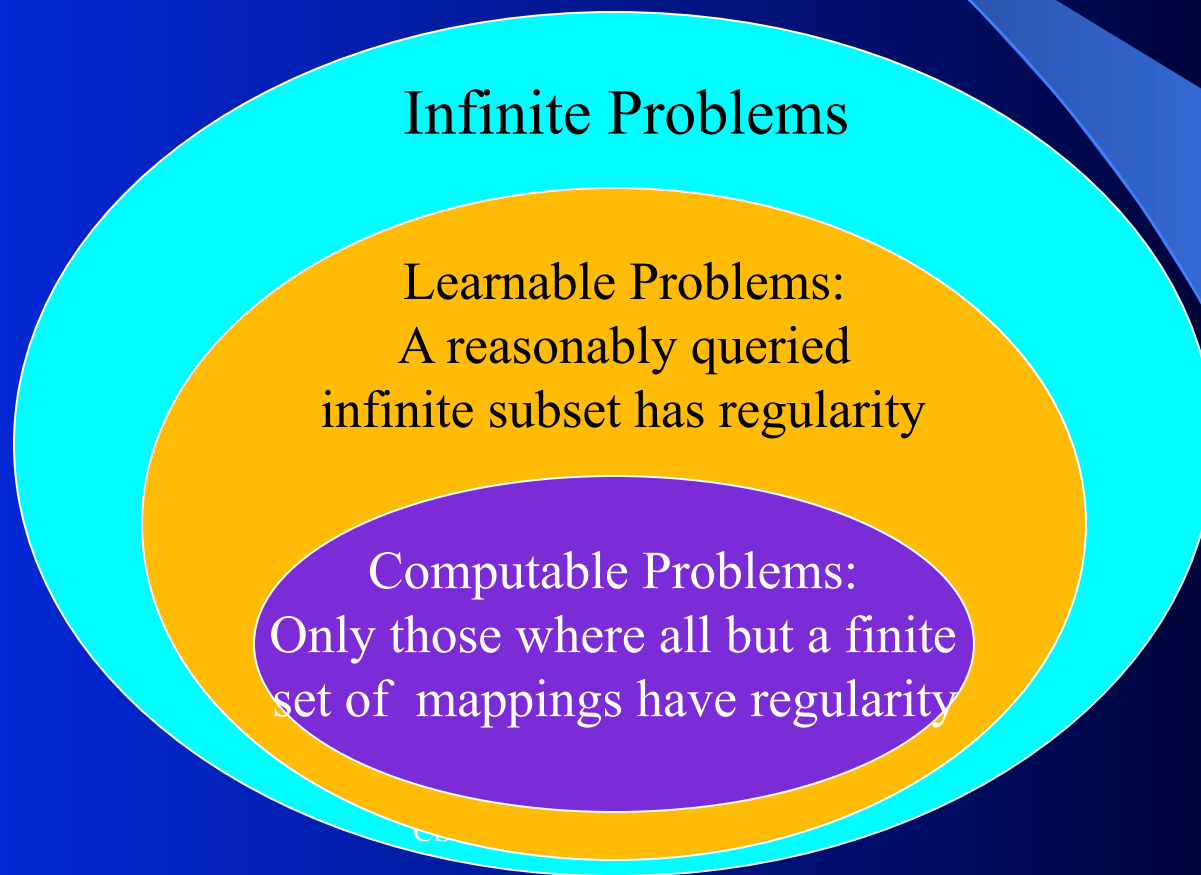 Infinite Problems
Learnable Problems:
A reasonably queried
infinite subset has regularity
Computable Problems:
Only those where all but a finite
set of mappings have regularity